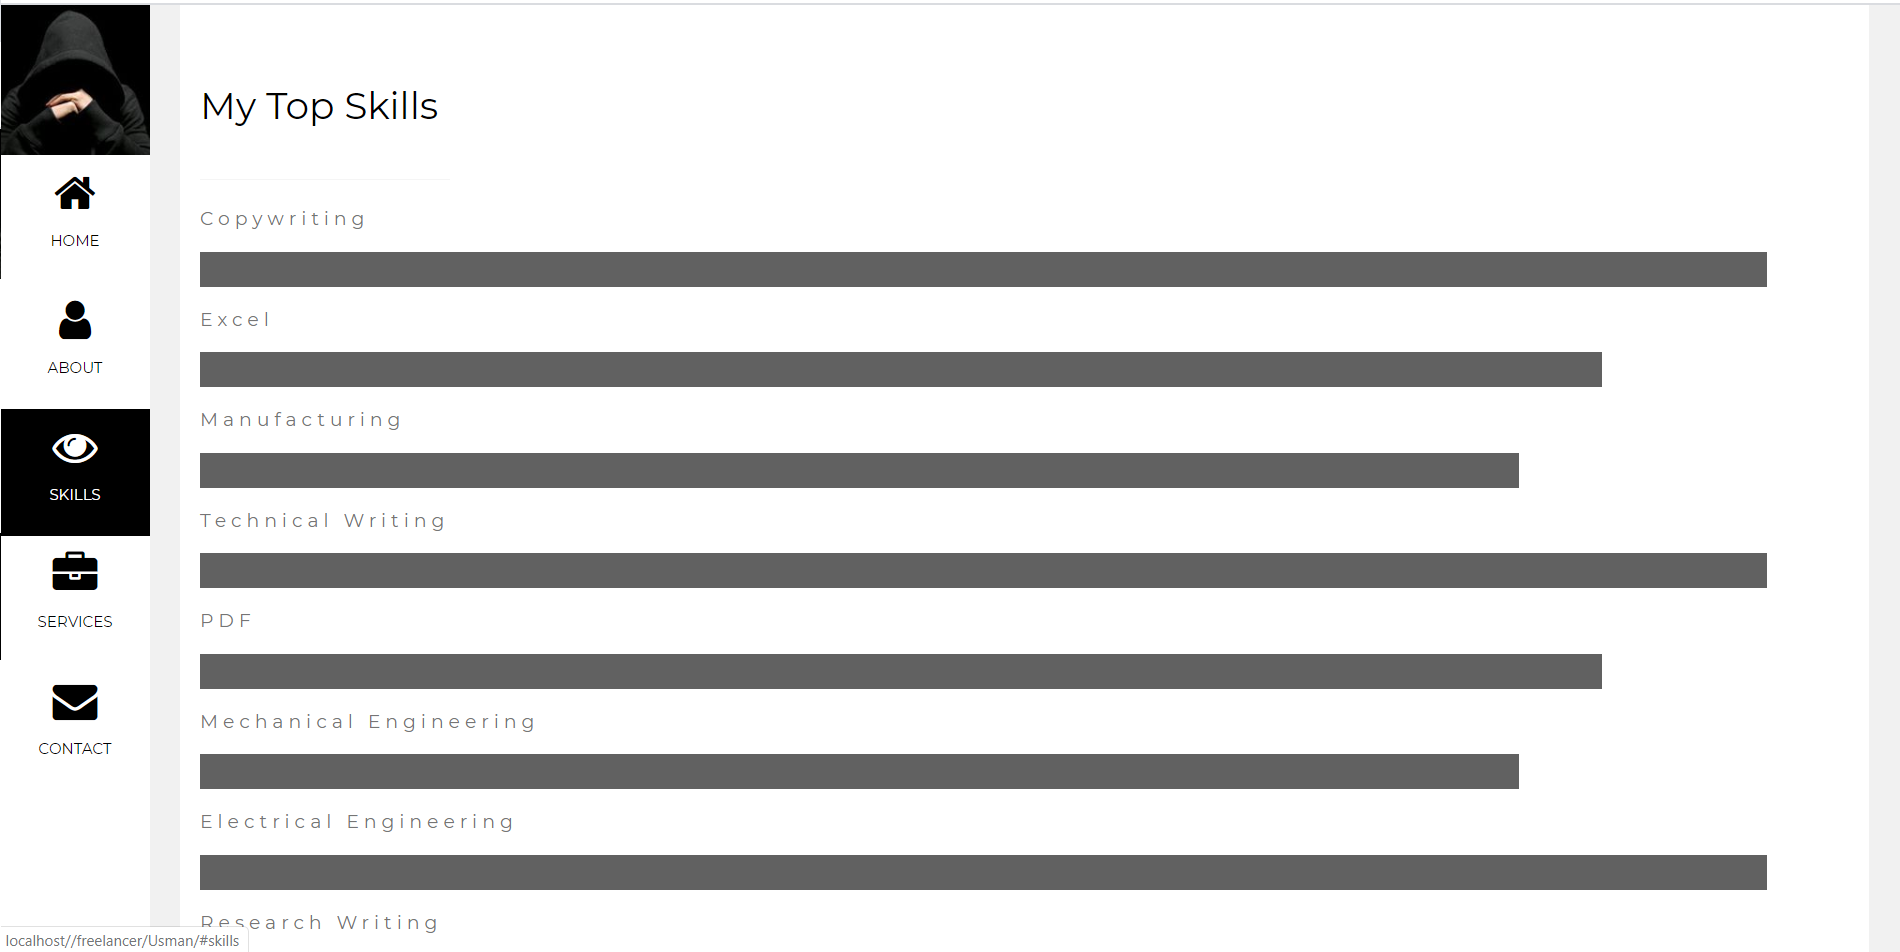 HOME
ABOUT
SKILLS
SERVICES
CONTACT
My Top Skills
Copywriting
Excel
Manufacturing
Technical Writing
PDF
Mechanical Engineering
Electrical Engineering
Research Writing
localhost//freelancer/Usman/#skills